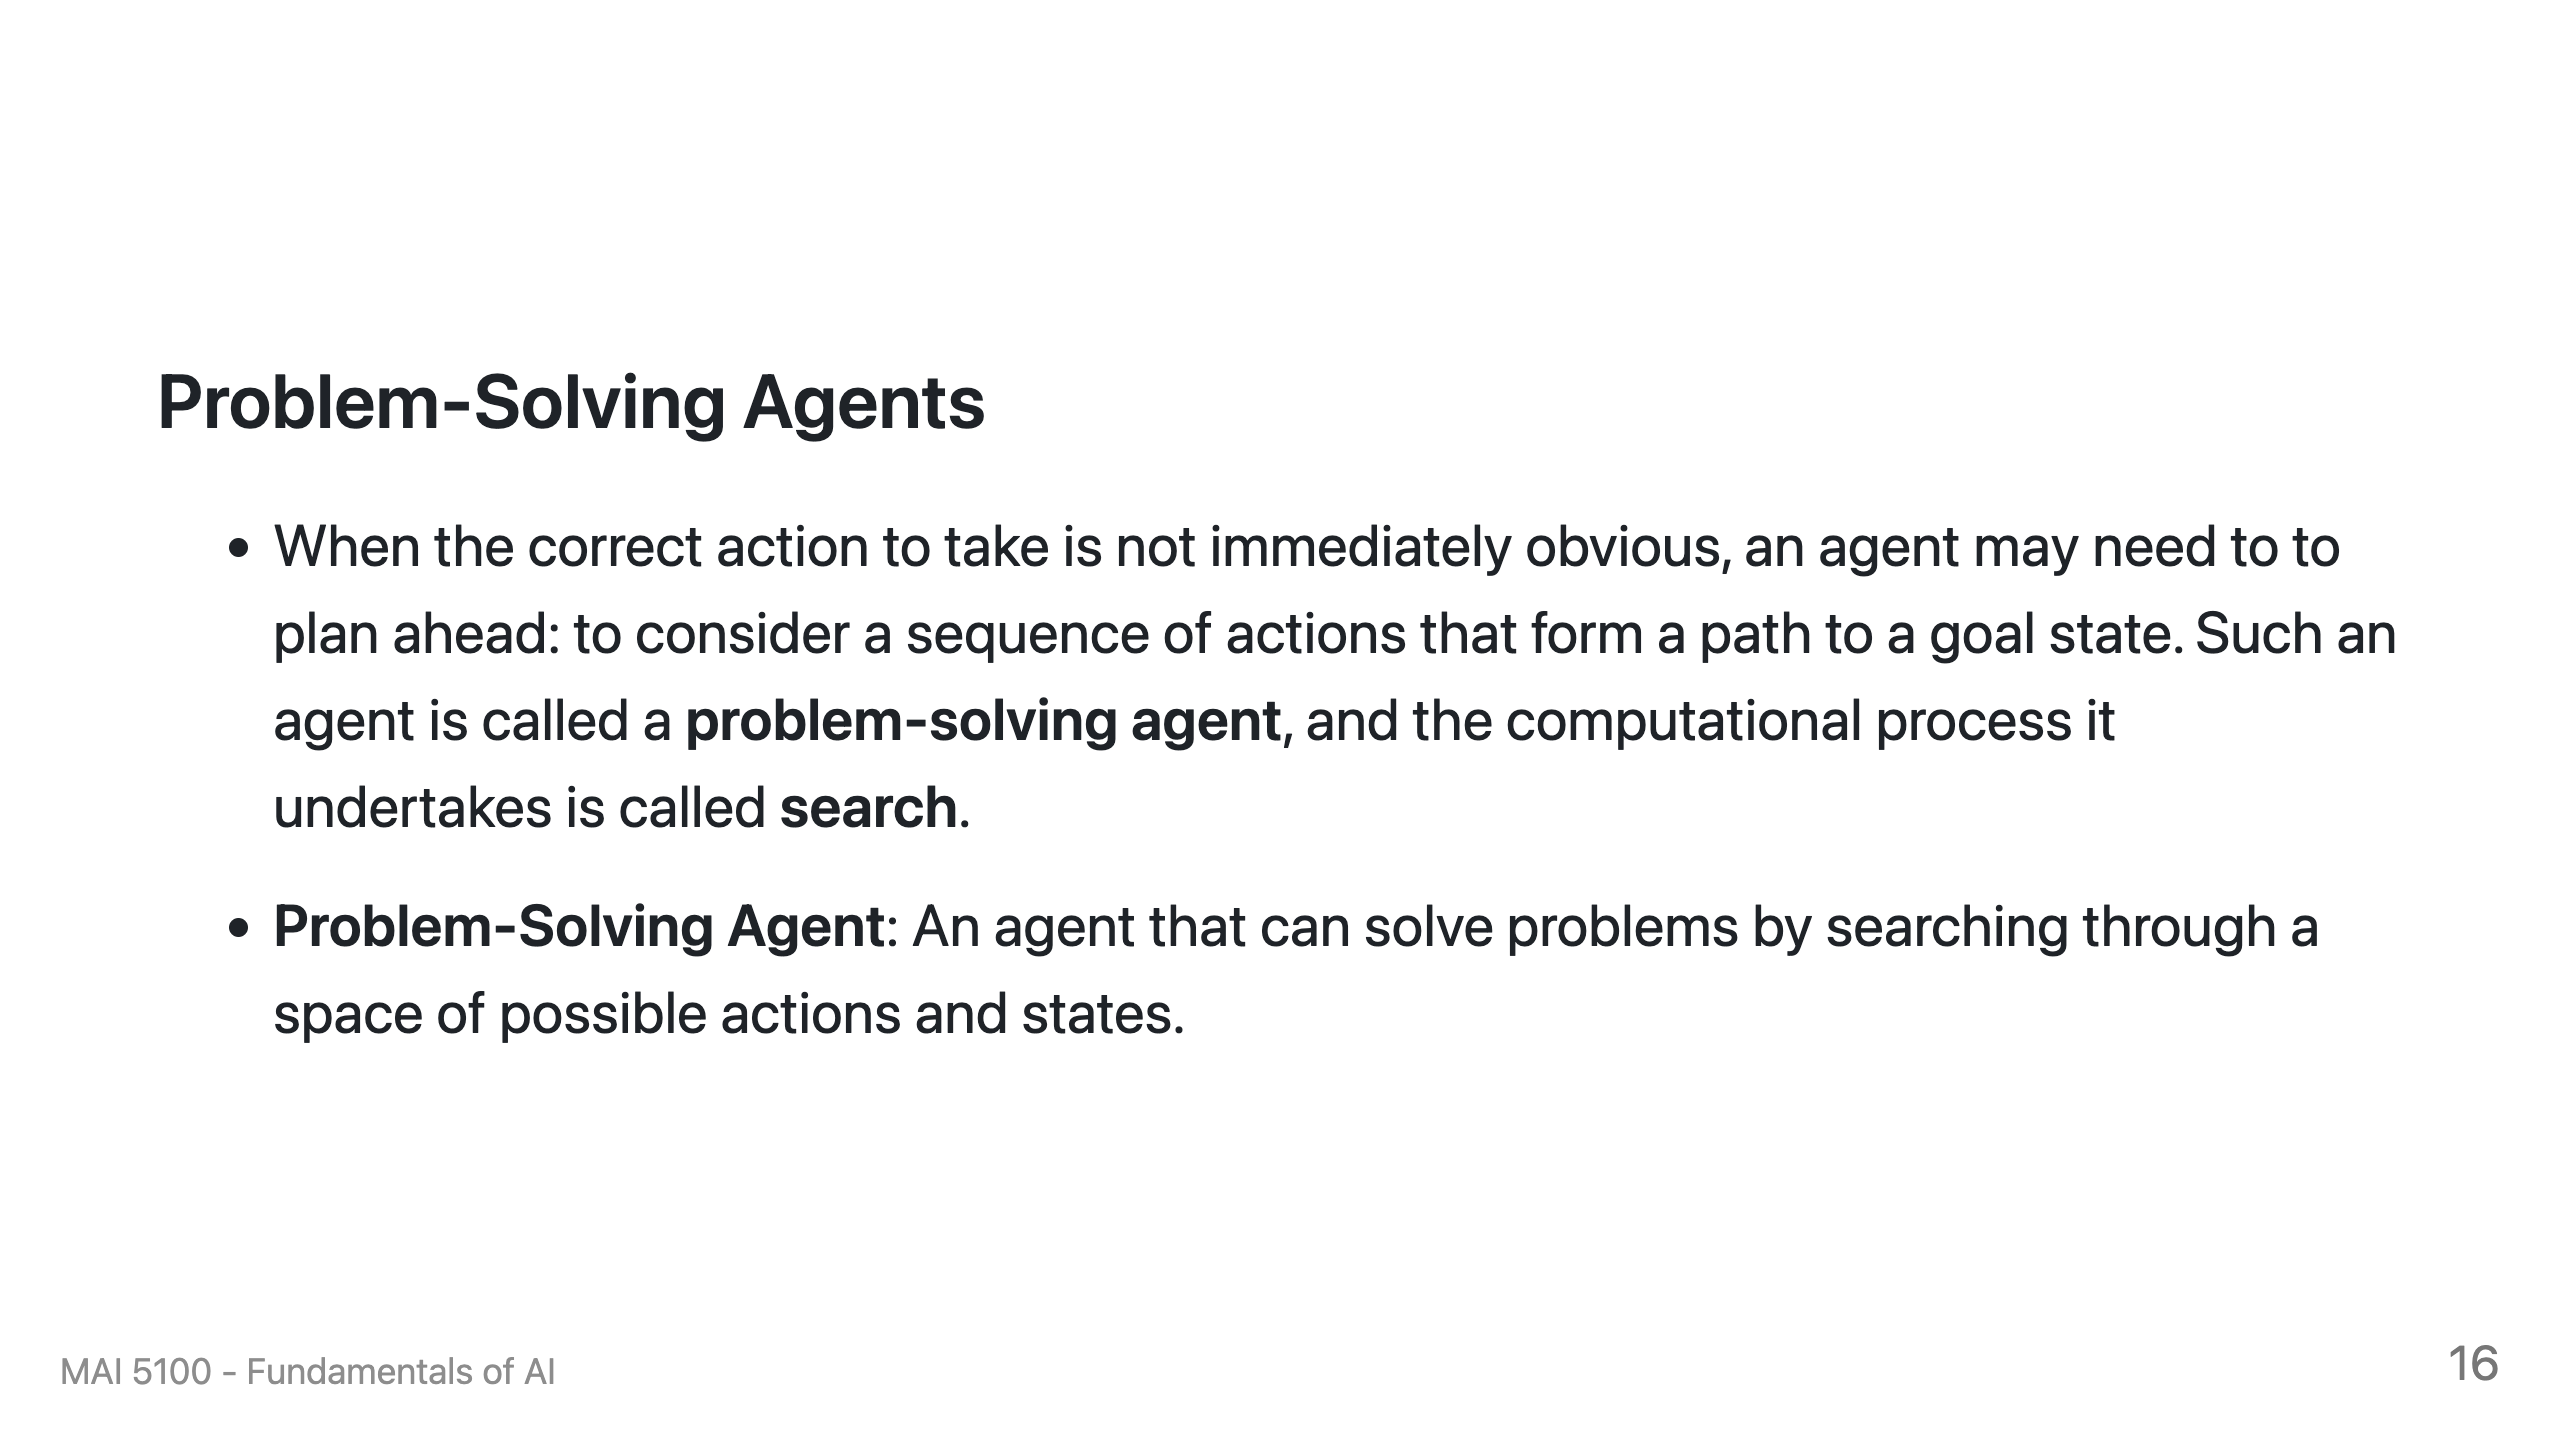 Problem-Solving Agents
• When the correct action to take is not immediately obvious, an agent may need to to
plan ahead: to consider a sequence of actions that form a path to a goal state. Such an
agent is called a problem-solving agent, and the computational process it
undertakes is called search.
• Problem-Solving Agent: An agent that can solve problems by searching through a
space of possible actions and states.
MAI 5100 - Fundamentals of AI
16